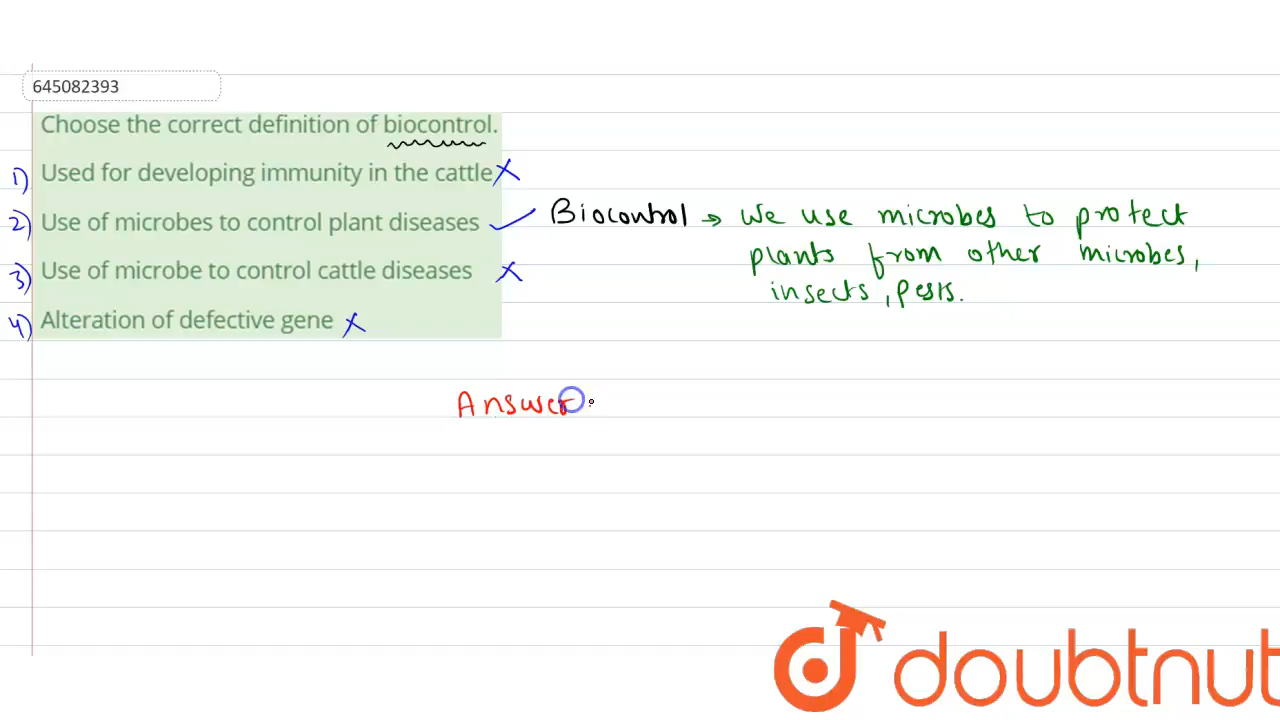 645082393
Choose the correct definition of biocontrol.
1) Used for developing immunity in the cattle X
2) Use of microbes to control plant diseases ✓
Biocontrol → We use microbes to protect
plants from other microbes,
insects, pests.
3) Use of microbe to control cattle diseases X
4) Alteration of defective gene X
Answer
doubtnut